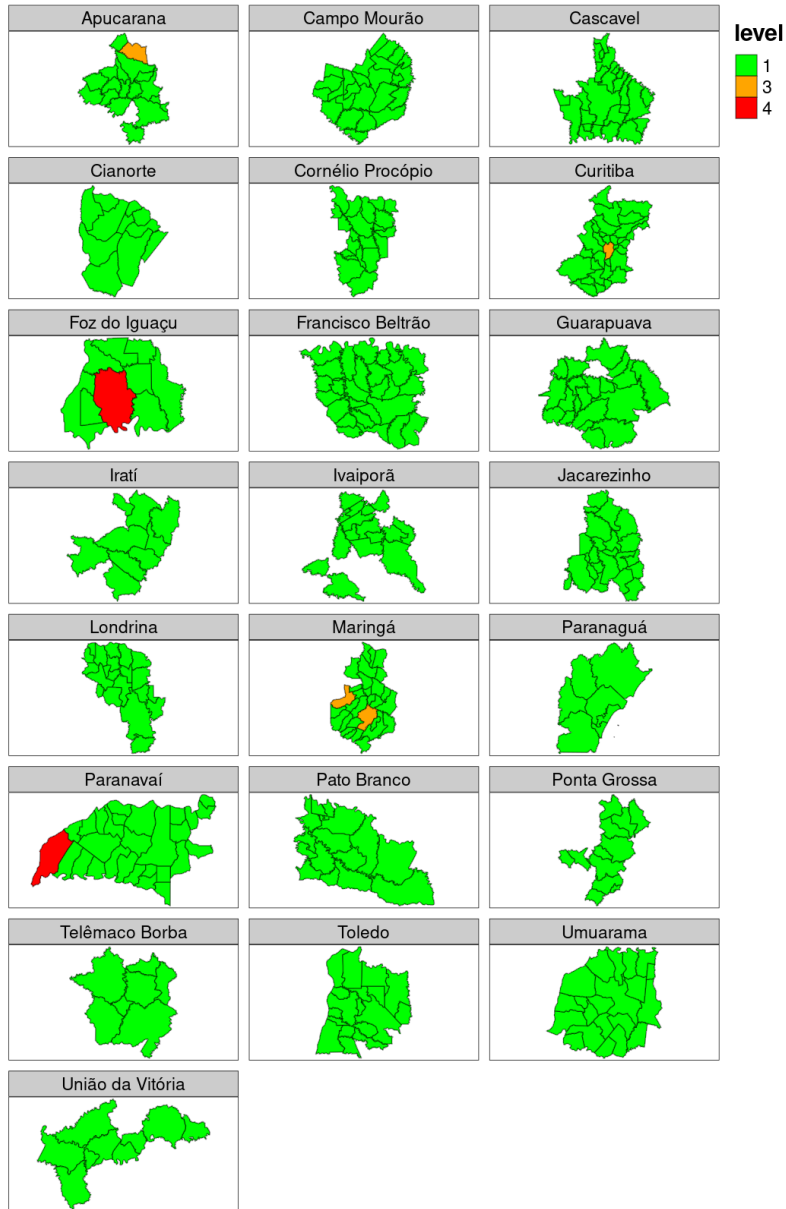 Apucarana
Campo Mourão
Cascavel
level
1
3
4
Cianorte
Cornélio Procópio
Curitiba
Foz do Iguaçu
Francisco Beltrão
Guarapuava
Iratí
Ivaiporã
Jacarezinho
Londrina
Maringá
Paranaguá
Paranavaí
Pato Branco
Ponta Grossa
Telêmaco Borba
Toledo
Umuarama
União da Vitória